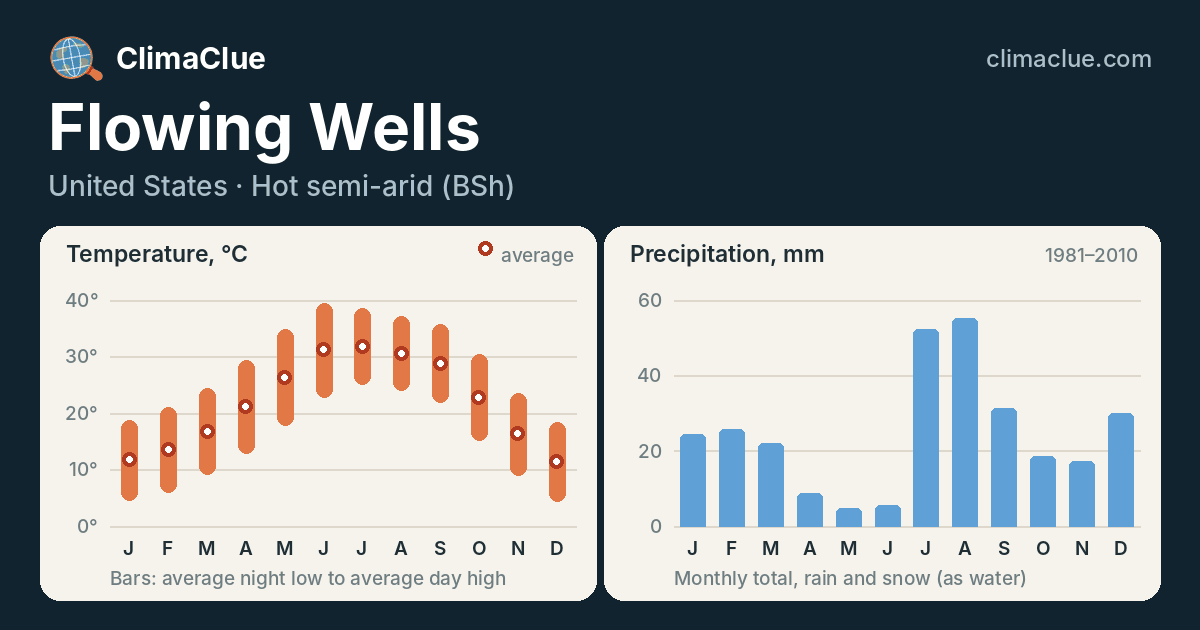 ClimaClue
climaclue.com
Flowing Wells
United States · Hot semi-arid (BSh)
Temperature, °C
average
40°
30°
20°
10°
0°
J F M A M J J A S O N D
Bars: average night low to average day high
Precipitation, mm
1981–2010
60
40
20
0
J F M A M J J A S O N D
Monthly total, rain and snow (as water)